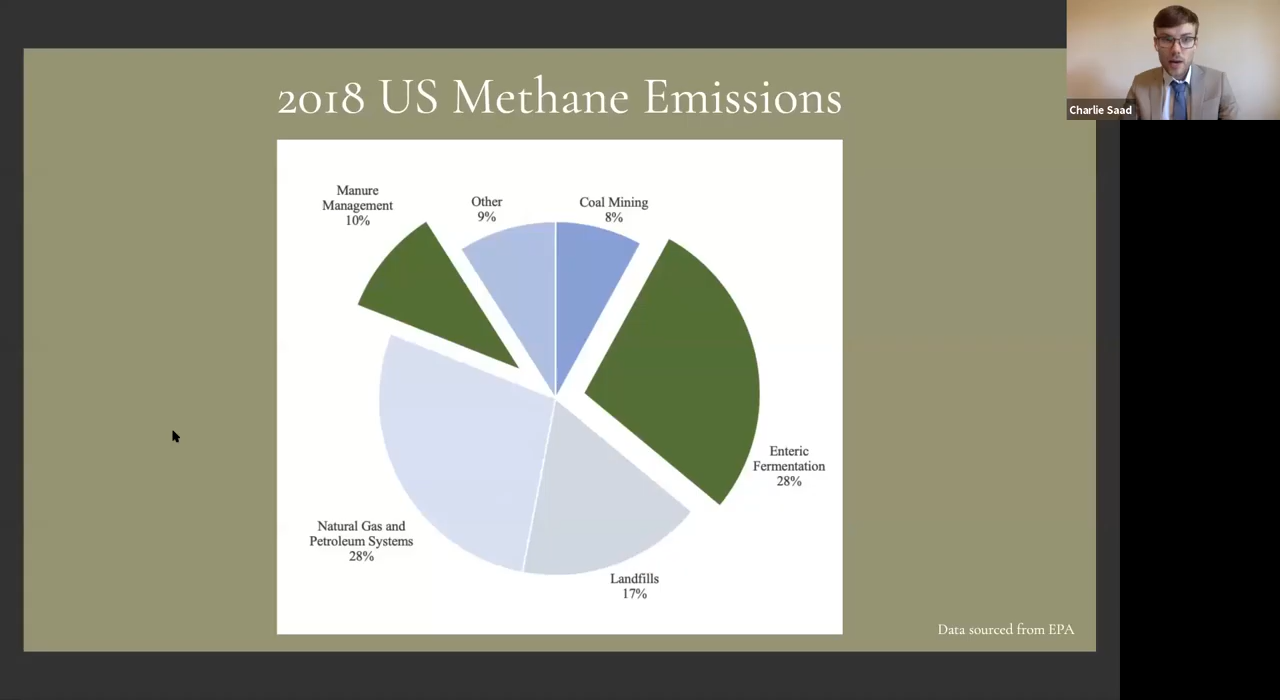 2018 US Methane Emissions
Charlie Saad
Manure
Management
10%
Other
9%
Coal Mining
8%
Enteric
Fermentation
28%
Natural Gas and
Petroleum Systems
28%
Landfills
17%
Data sourced from EPA